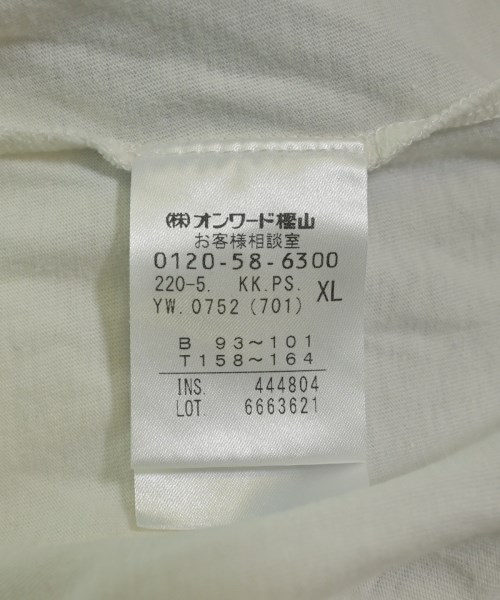 (株)オンワード樫山
お客様相談室
0120-58-6300
220-5. KK.PS. XL
YW.0752(701)
B 93~101
T158~164
INS. 444804
LOT. 6663621